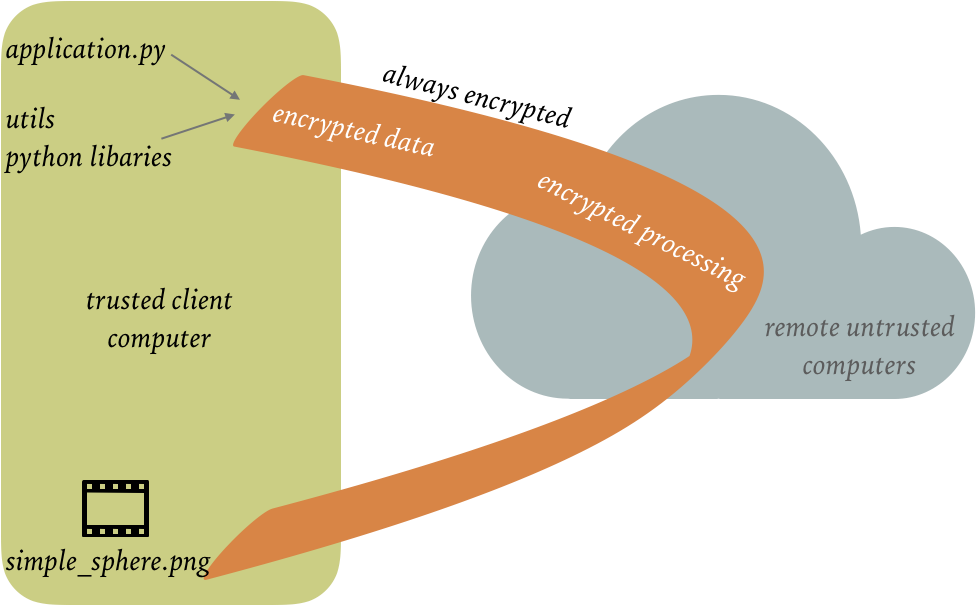 application.py
utils
python libaries
always encrypted
encrypted data
encrypted processing
trusted client
computer
remote untrusted
computers
simple_sphere.png